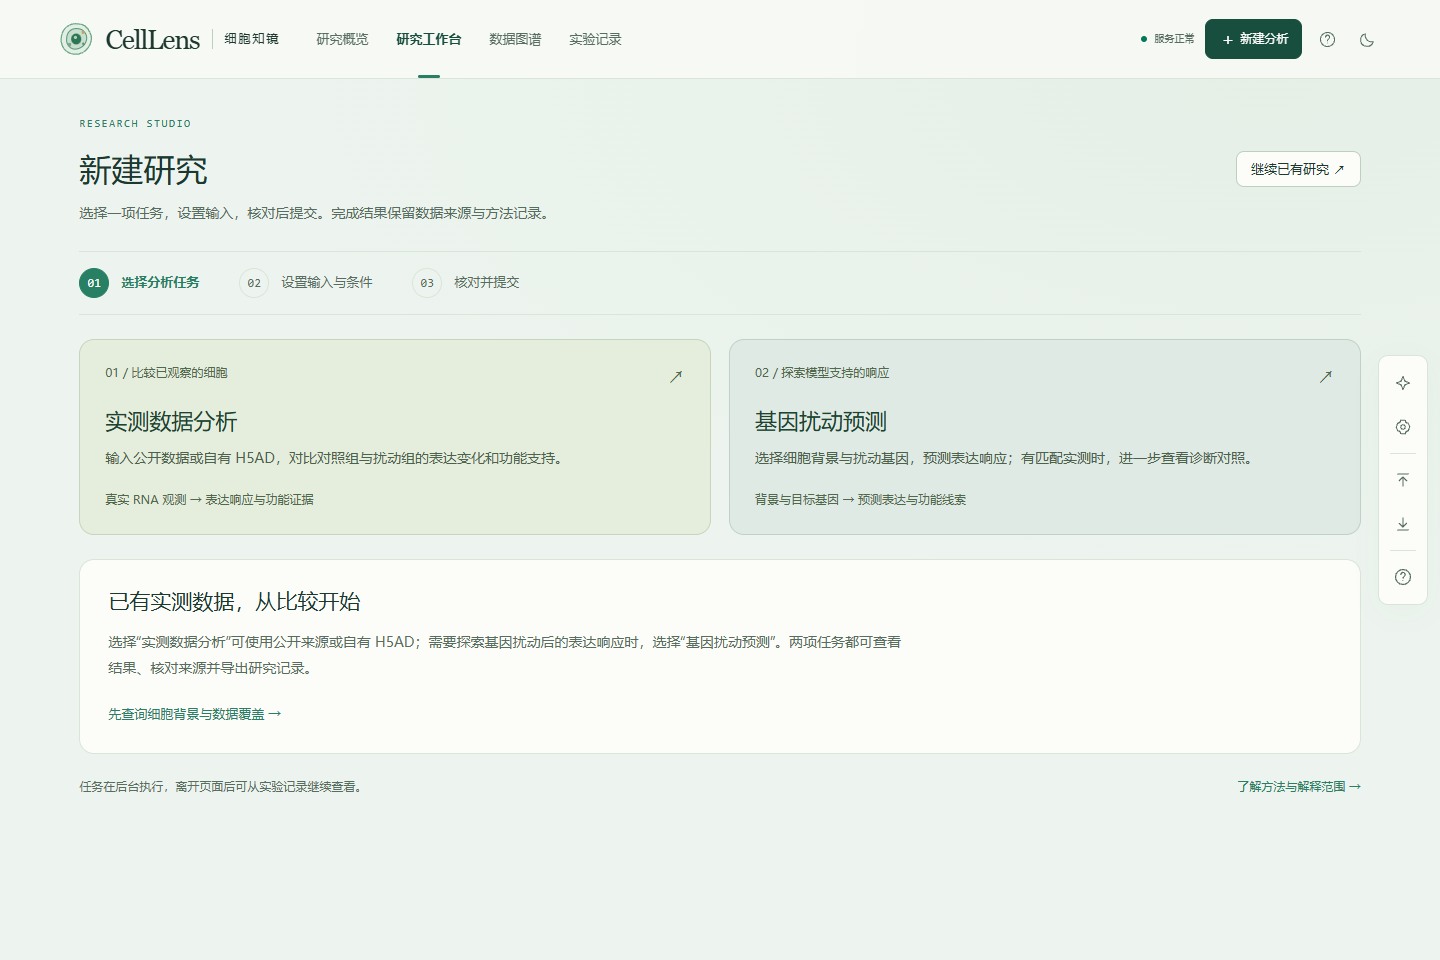 CellLens
细胞知镜
研究概览
研究工作台
数据图谱
实验记录
服务正常
+ 新建分析
RESEARCH STUDIO
新建研究
继续已有研究 ↗
选择一项任务，设置输入，核对后提交。完成结果保留数据来源与方法记录。
01 选择分析任务
02 设置输入与条件
03 核对并提交
01 / 比较已观察的细胞
实测数据分析
输入公开数据或自有 H5AD，对比对照组与扰动组的表达变化和功能支持。
真实 RNA 观测 → 表达响应与功能证据
02 / 探索模型支持的响应
基因扰动预测
选择细胞背景与扰动基因，预测表达响应；有匹配实测时，进一步查看诊断对照。
背景与目标基因 → 预测表达与功能线索
已有实测数据，从比较开始
选择“实测数据分析”可使用公开来源或自有 H5AD；需要探索基因扰动后的表达响应时，选择“基因扰动预测”。两项任务都可查看
结果、核对来源并导出研究记录。
先查询细胞背景与数据覆盖 →
任务在后台执行，离开页面后可从实验记录继续查看。
了解方法与解释范围 →